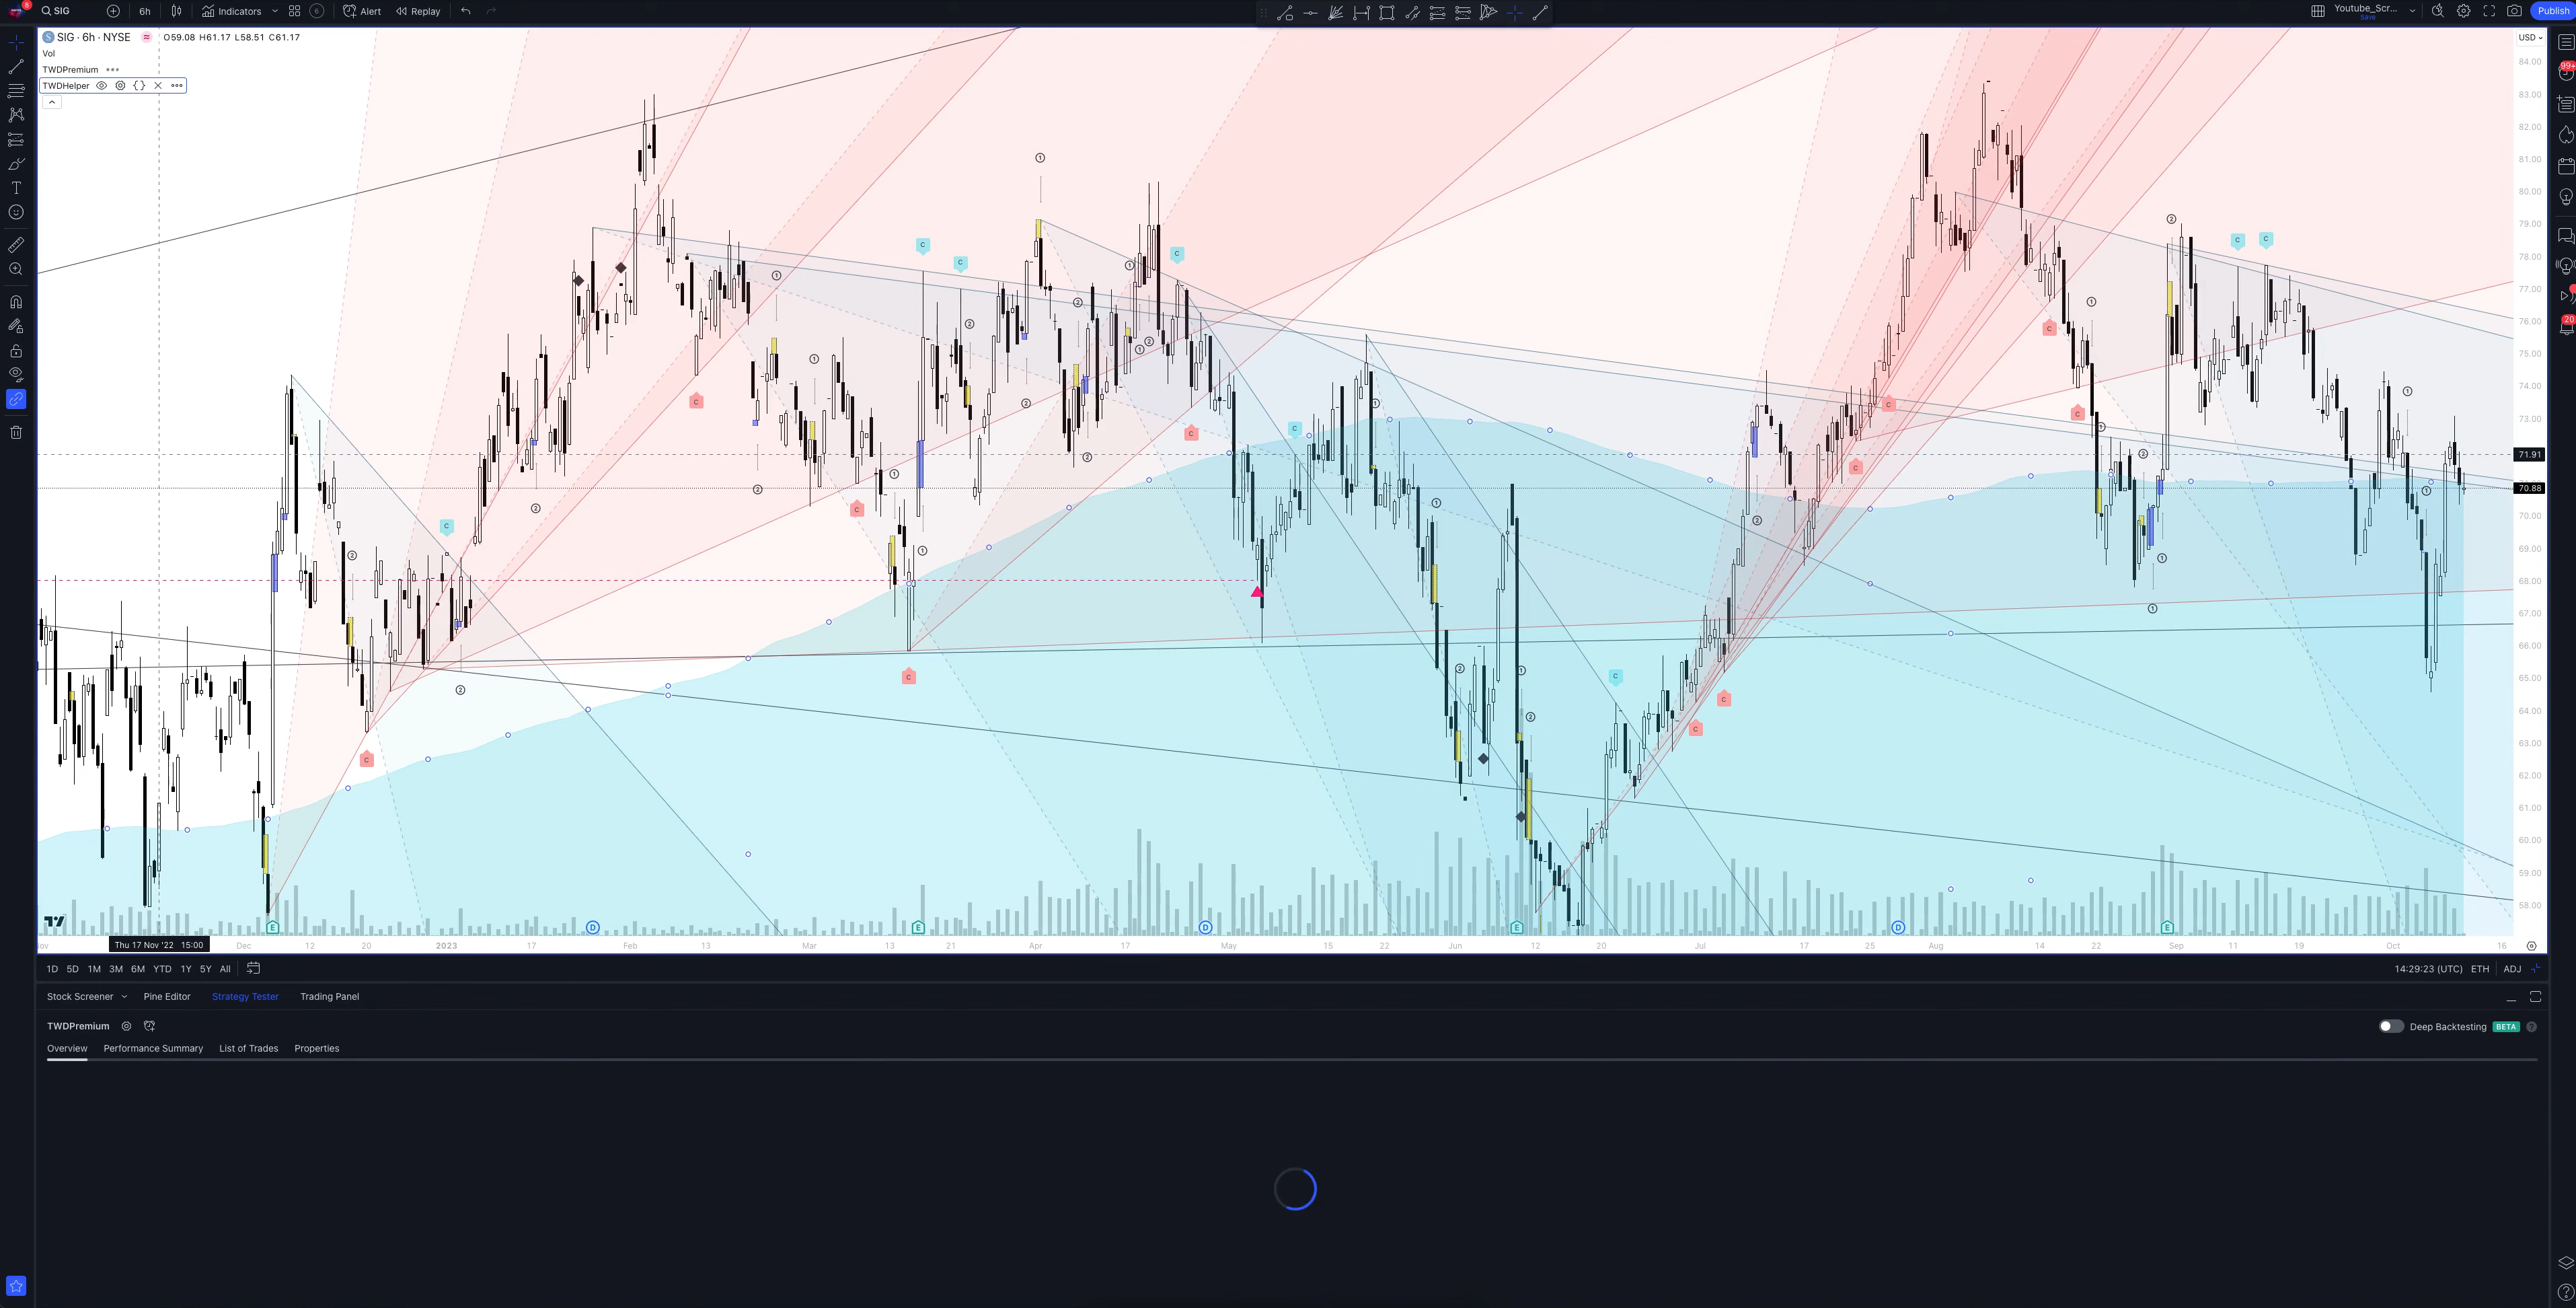 6
SIG
6h
Indicators
6
Alert
Replay
Youtube_Scr...
Save
Publish
SIG · 6h · NYSE
O59.08 H61.17 L58.51 C61.17
USD
Vol
TWDPremium
TWDHelper
84.00
83.00
82.00
81.00
80.00
79.00
78.00
77.00
76.00
75.00
74.00
73.00
71.91
70.88
70.00
69.00
68.00
67.00
66.00
65.00
64.00
63.00
62.00
61.00
60.00
59.00
58.00
99+
20
Thu 17 Nov '22 15:00
ov
Dec
12
20
2023
17
Feb
13
Mar
13
21
Apr
17
May
15
22
Jun
12
20
Jul
17
25
Aug
14
22
Sep
11
19
Oct
16
1D 5D 1M 3M 6M YTD 1Y 5Y All
14:29:23 (UTC) ETH ADJ
Stock Screener Pine Editor Strategy Tester Trading Panel
TWDPremium
Deep Backtesting BETA ?
Overview Performance Summary List of Trades Properties